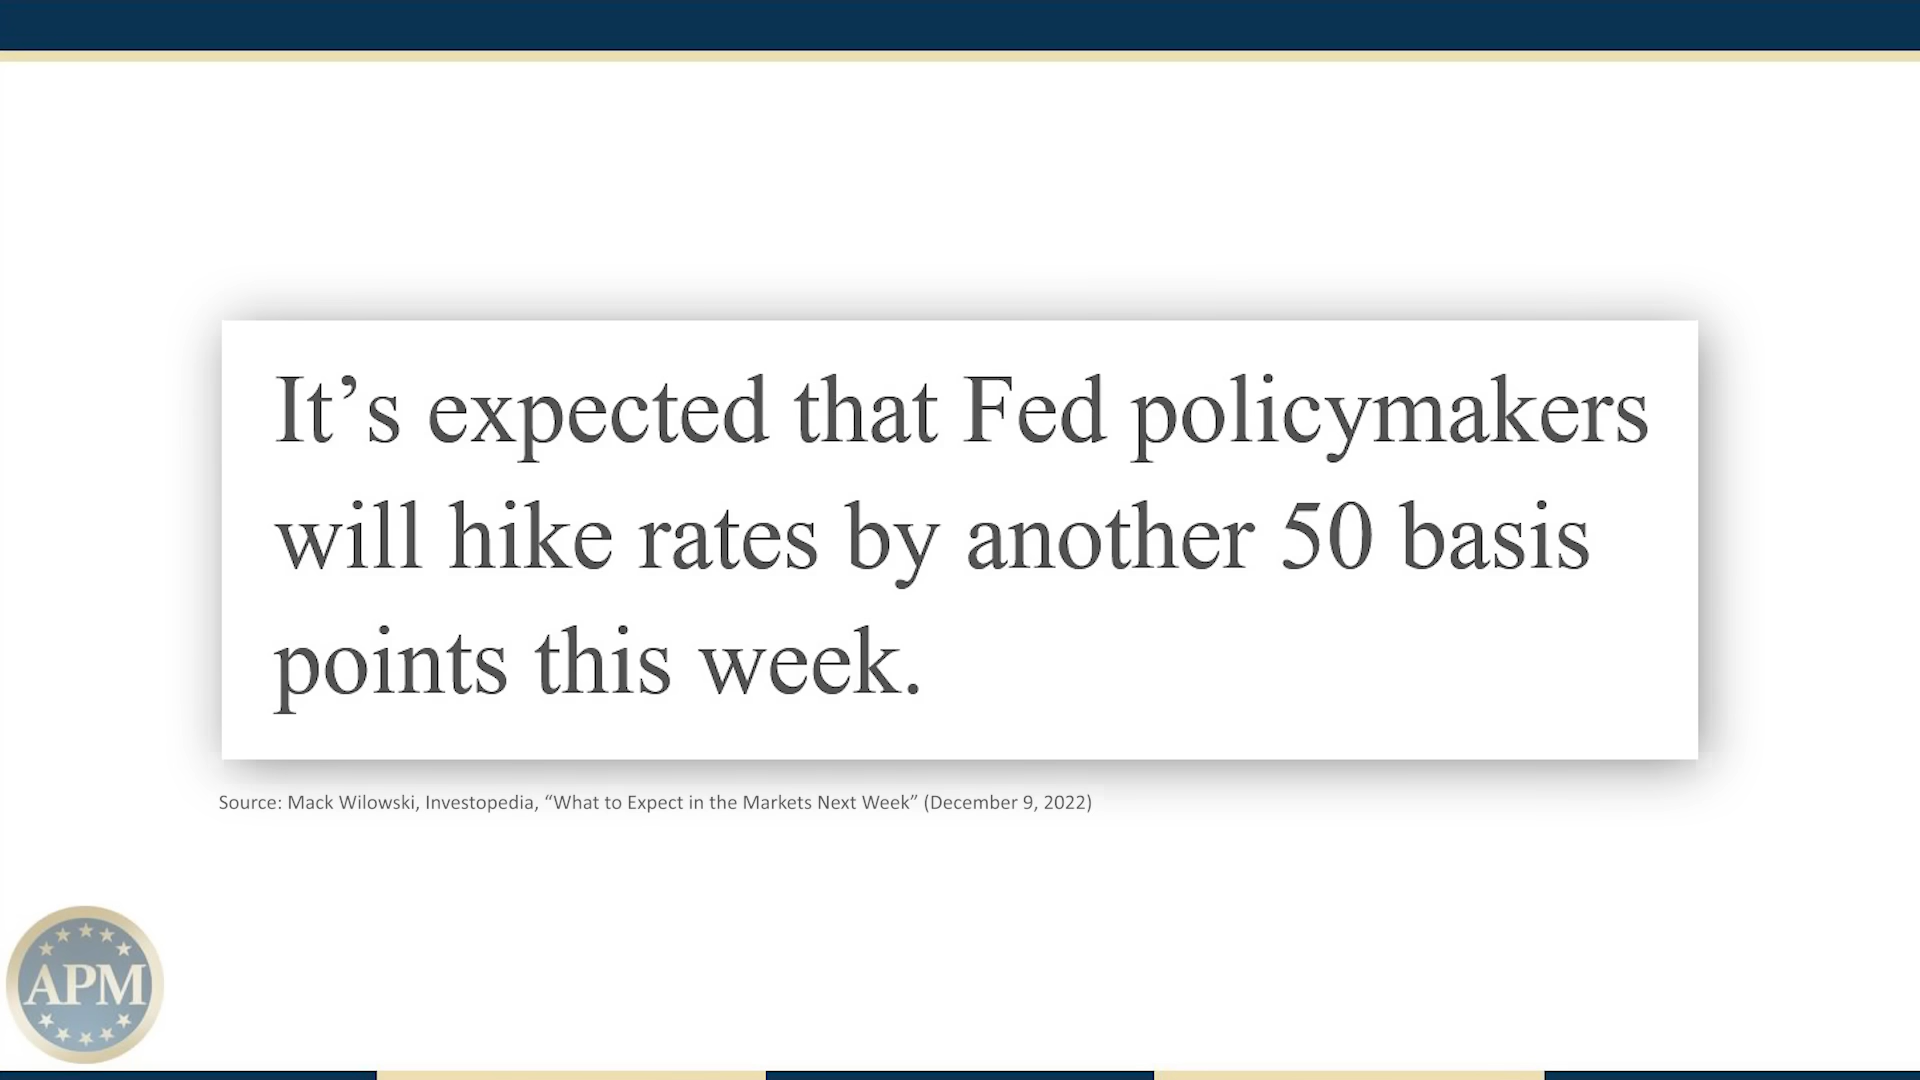 It’s expected that Fed policymakers
will hike rates by another 50 basis
points this week.
Source: Mack Wilowski, Investopedia, “What to Expect in the Markets Next Week” (December 9, 2022)
APM